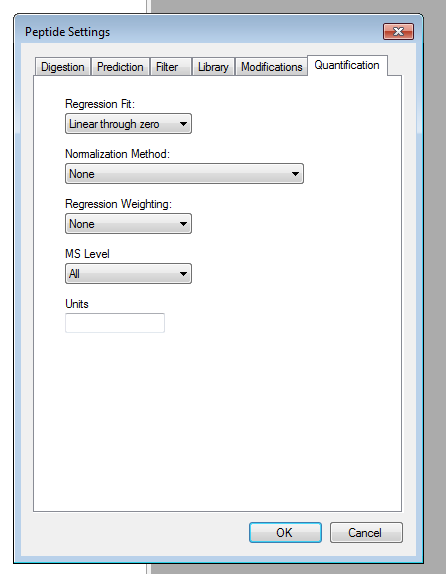 Peptide Settings
Digestion Prediction Filter Library Modifications Quantification
Regression Fit:
Linear through zero
Normalization Method:
None
Regression Weighting:
None
MS Level
All
Units
OK Cancel